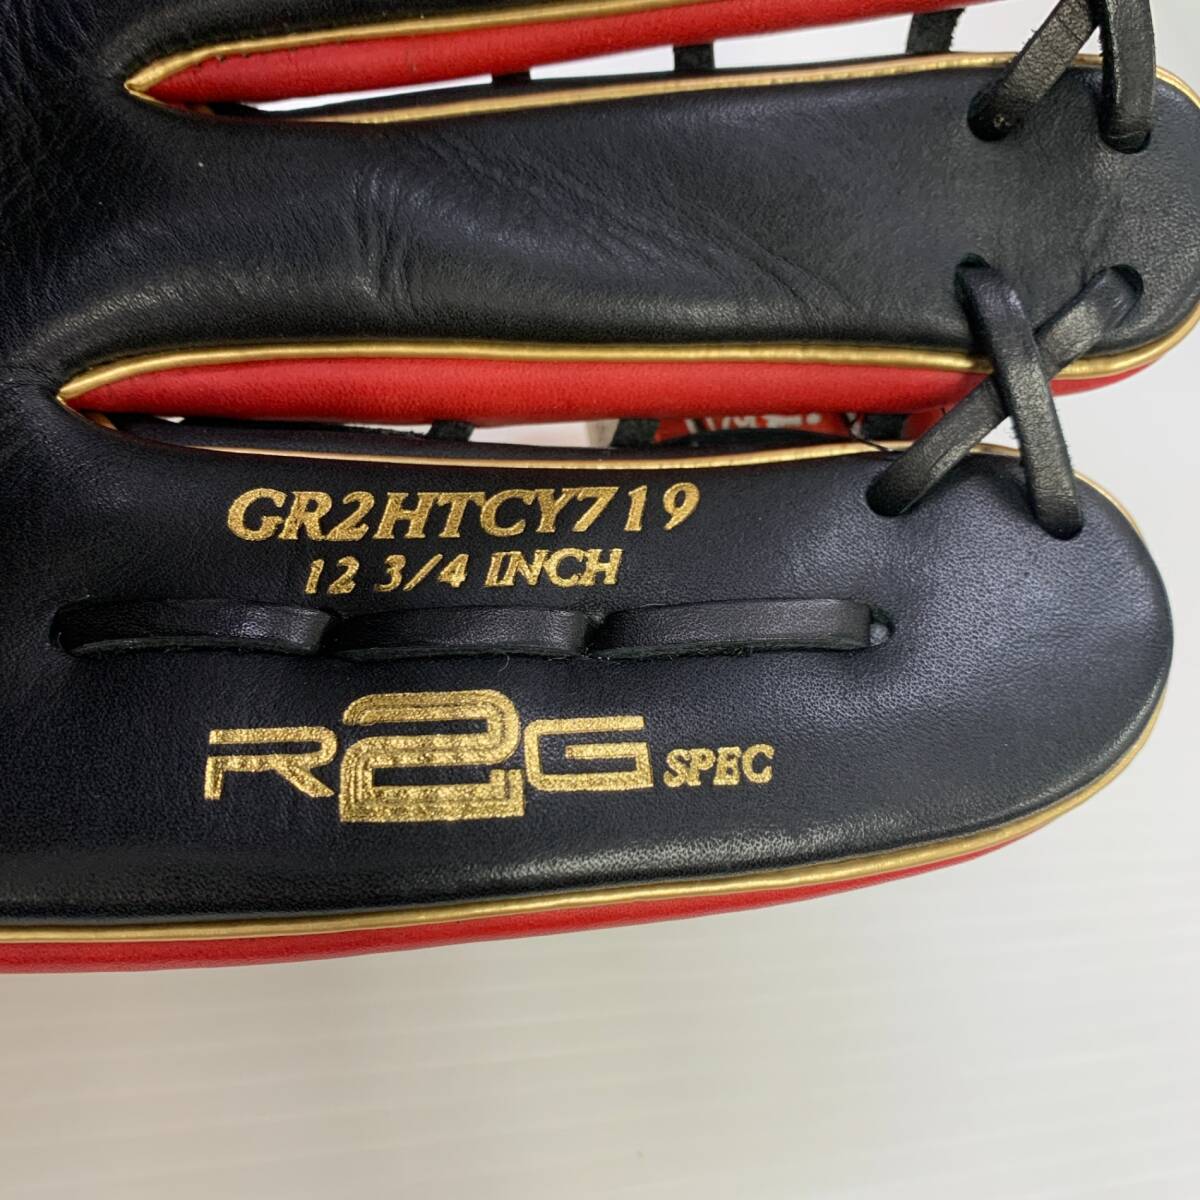 GR2HTCY719
12 3/4 INCH
R2G SPEC